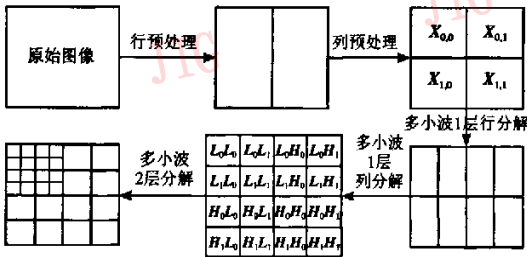 原始图像
行预处理
列预处理
X0,0 X0,1
X1,0 X1,1
多小波1层行分解
多小波
1层
列分解
L0L0 L0L1 L0H0 L0H1
L1L0 L1L1 L1H0 L1H1
H0L0 H0L1 H0H0 H0H1
H1L0 H1L1 H1H0 H1H1
多小波
2层分解
JIG
JIG